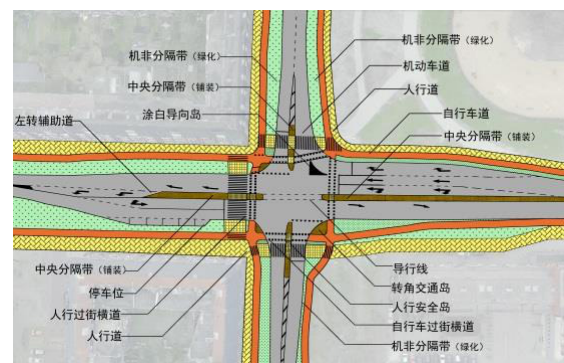 机非分隔带（绿化）
中央分隔带（铺装）
涂白导向岛
左转辅助道
机非分隔带（绿化）
机动车道
人行道
自行车道
中央分隔带（铺装）
中央分隔带（铺装）
停车位
人行过街横道
人行道
导行线
转角交通岛
人行安全岛
自行车过街横道
机非分隔带（绿化）